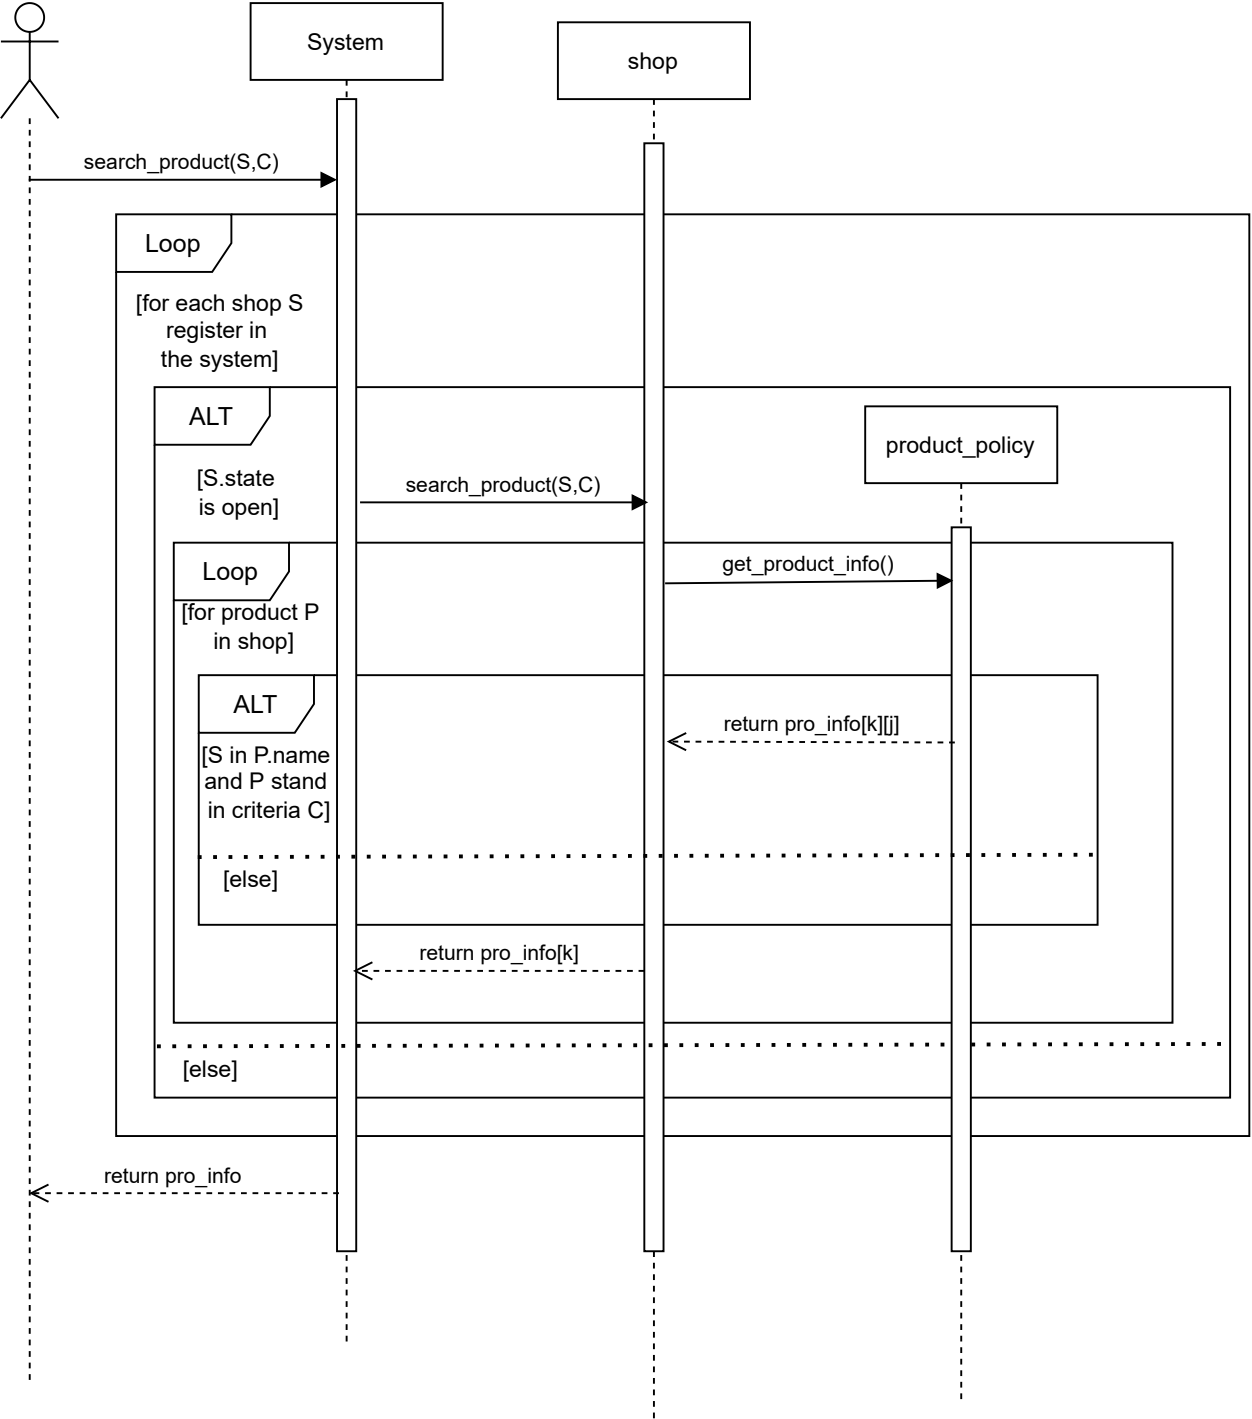 System
shop
search_product(S,C)
Loop
[for each shop S
register in
the system]
ALT
product_policy
[S.state
is open]
search_product(S,C)
Loop
get_product_info()
[for product P
in shop]
ALT
return pro_info[k][j]
[S in P.name
and P stand
in criteria C]
[else]
return pro_info[k]
[else]
return pro_info